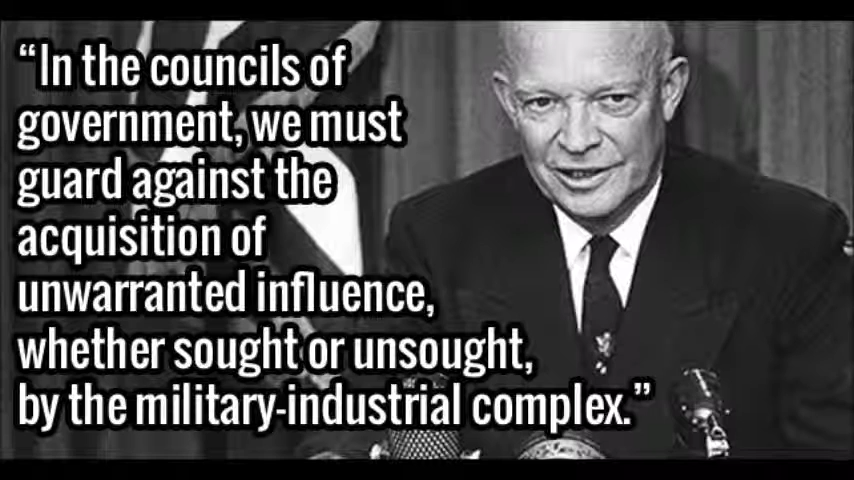 “In the councils of
government, we must
guard against the
acquisition of
unwarranted influence,
whether sought or unsought,
by the military-industrial complex.”